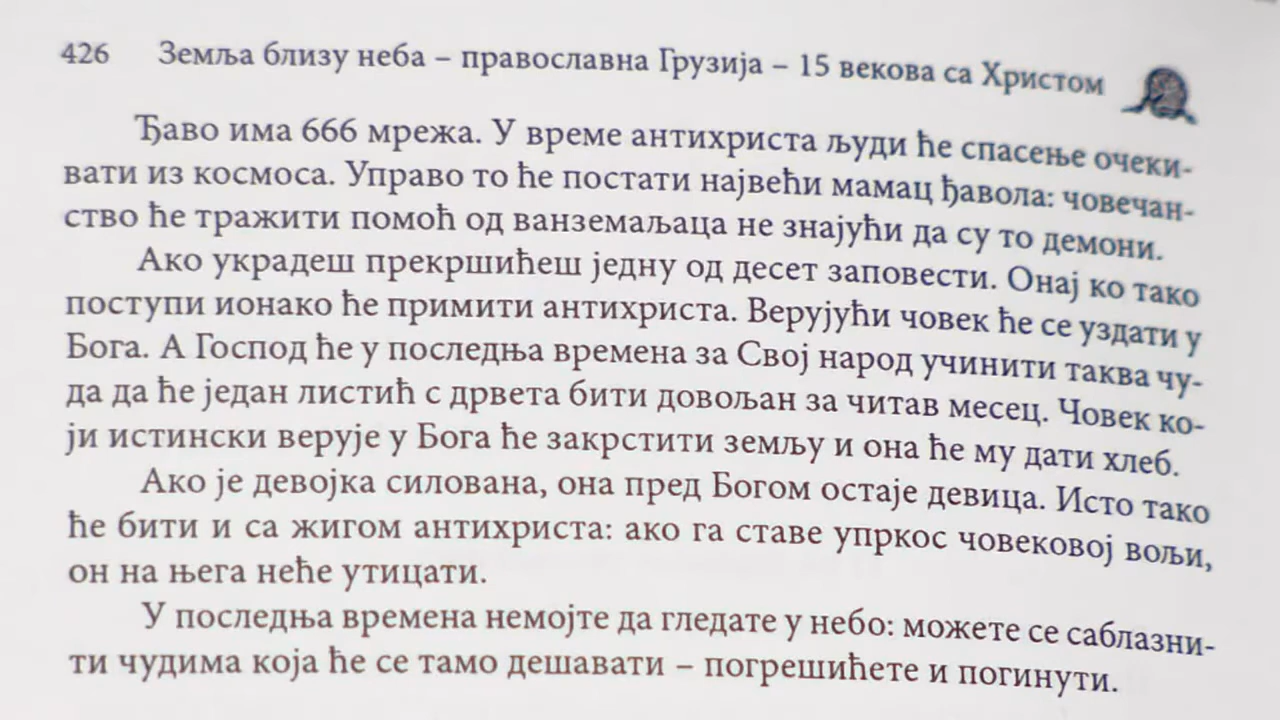 426 Земља близу неба – православна Грузија – 15 векова са Христом
Ђаво има 666 мрежа. У време антихриста људи ће спасење очеки-
вати из космоса. Управо то ће постати највећи мамац ђавола: човечан-
ство ће тражити помоћ од ванземаљаца не знајући да су то демони.
Ако украдеш прекршићеш једну од десет заповести. Онај ко тако
поступи ионако ће примити антихриста. Верујући човек ће се уздати у
Бога. А Господ ће у последња времена за Свој народ учинити таква чу-
да да ће један листић с дрвета бити довољан за читав месец. Човек ко-
ји истински верује у Бога ће закрстити земљу и она ће му дати хлеб.
Ако је девојка силована, она пред Богом остаје девица. Исто тако
ће бити и са жигом антихриста: ако га ставе упркос човековој вољи,
он на њега неће утицати.
У последња времена немојте да гледате у небо: можете се саблазни-
ти чудима која ће се тамо дешавати – погрешићете и погинути.